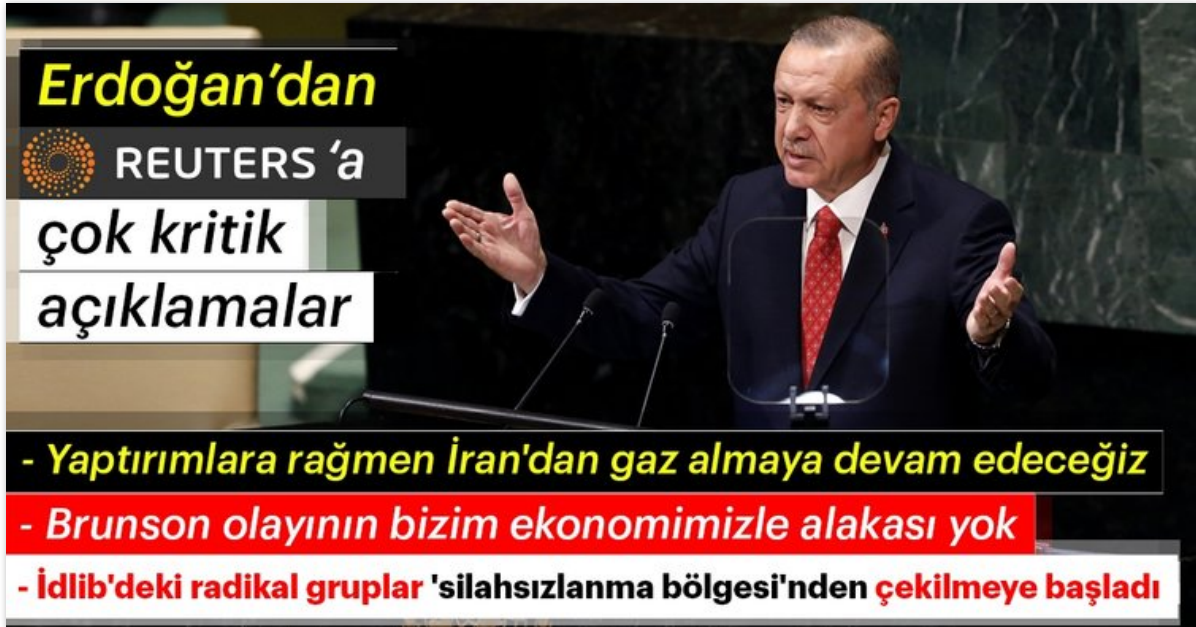 Erdoğan’dan
REUTERS ‘a
çok kritik
açıklamalar
- Yaptırımlara rağmen İran'dan gaz almaya devam edeceğiz
- Brunson olayının bizim ekonomimizle alakası yok
- İdlib'deki radikal gruplar 'silahsızlanma bölgesi'nden çekilmeye başladı